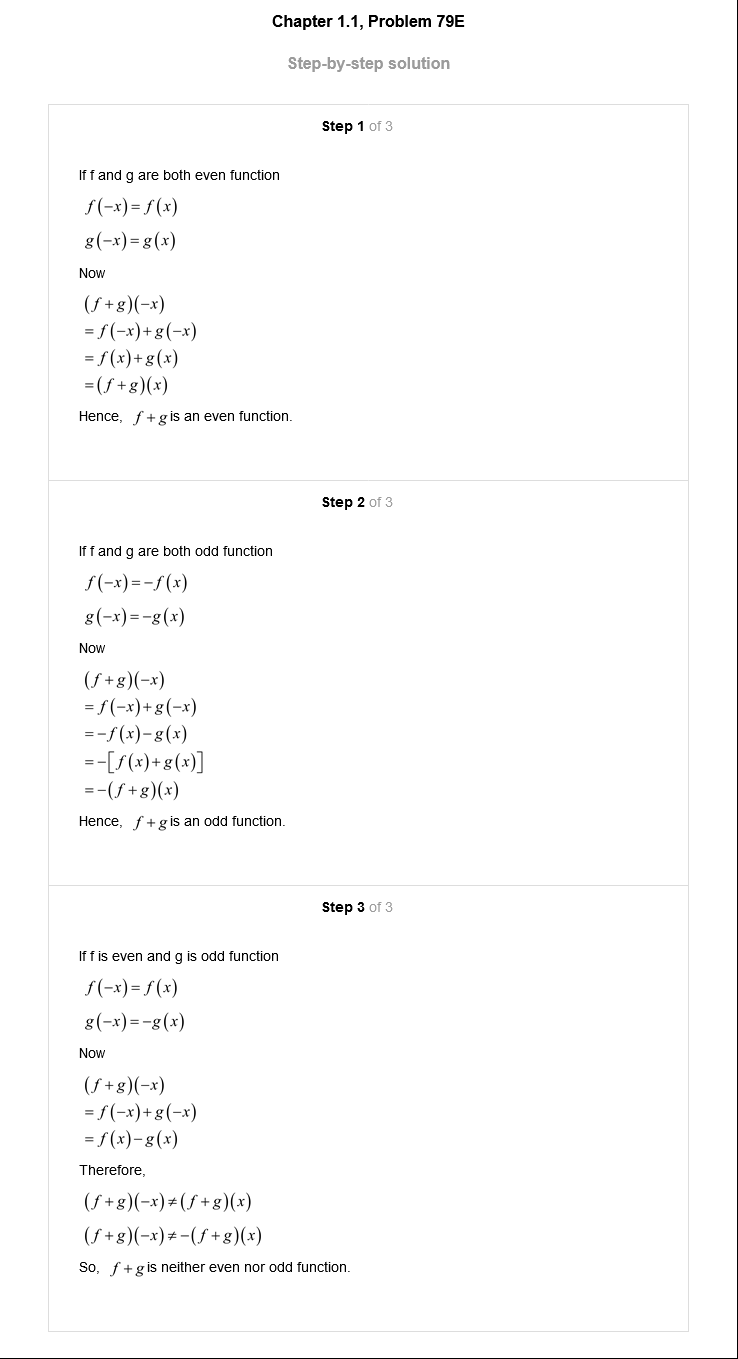 Chapter 1.1, Problem 79E
Step-by-step solution
Step 1 of 3
If f and g are both even function
f(−x)=f(x)
g(−x)=g(x)
Now
(f+g)(−x)
=f(−x)+g(−x)
=f(x)+g(x)
=(f+g)(x)
Hence, f+g is an even function.
Step 2 of 3
If f and g are both odd function
f(−x)=−f(x)
g(−x)=−g(x)
Now
(f+g)(−x)
=f(−x)+g(−x)
=−f(x)−g(x)
=−[f(x)+g(x)]
=−(f+g)(x)
Hence, f+g is an odd function.
Step 3 of 3
If f is even and g is odd function
f(−x)=f(x)
g(−x)=−g(x)
Now
(f+g)(−x)
=f(−x)+g(−x)
=f(x)−g(x)
Therefore,
(f+g)(−x)≠(f+g)(x)
(f+g)(−x)≠−(f+g)(x)
So, f+g is neither even nor odd function.